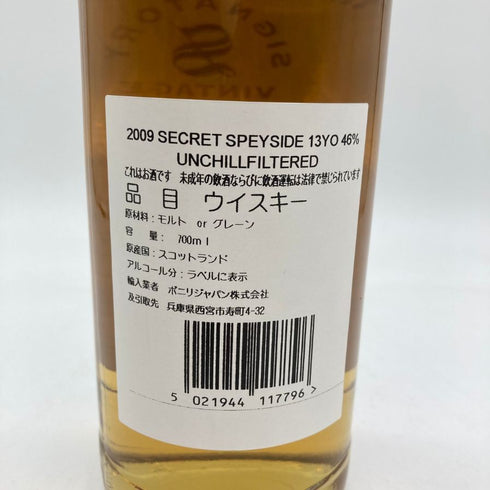 SIGNATORY
VINTAGE
2009 SECRET SPEYSIDE 13YO 46%
UNCHILLFILTERED
これはお酒です 未成年の飲酒ならびに飲酒運転は法律で禁じられています
品 目 ウイスキー
原材料：モルト or グレーン
容 量： 700ml
原産国：スコットランド
アルコール分：ラベルに表示
輸入業者 ボニリジャパン株式会社
及引取先 兵庫県西宮市寿町4-32
5 021944 117796 >